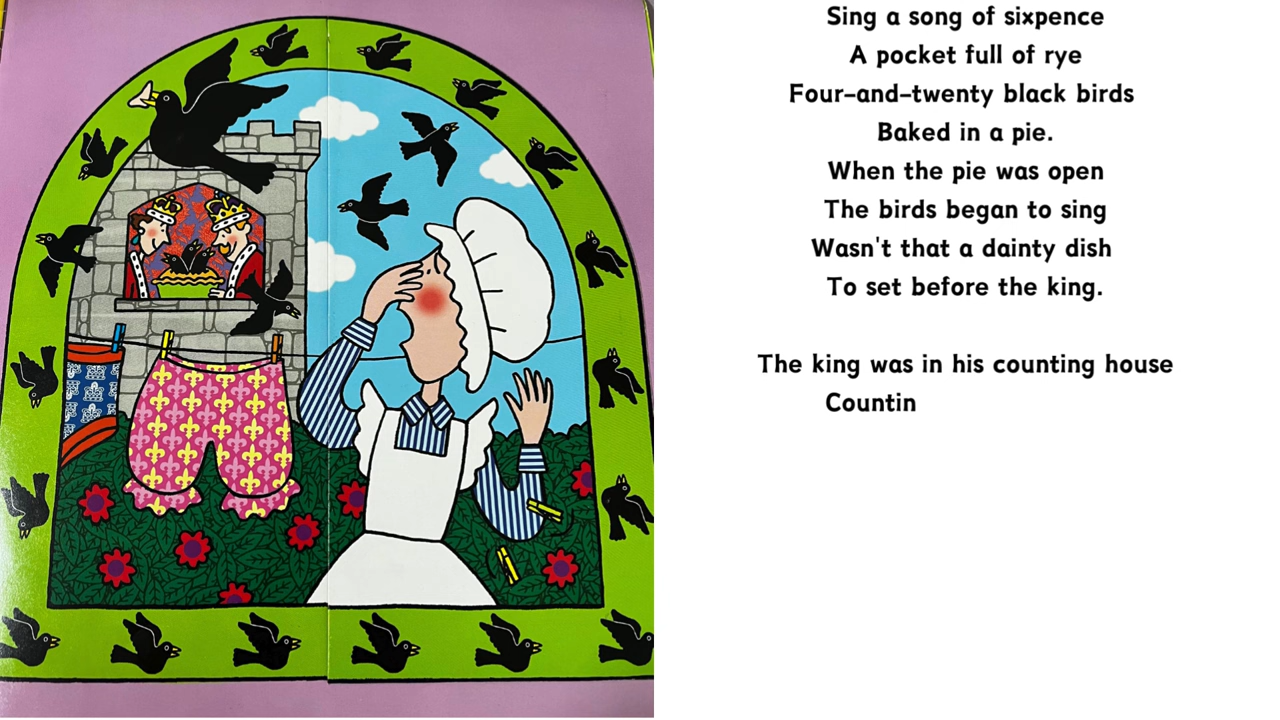 Sing a song of sixpence
A pocket full of rye
Four-and-twenty black birds
Baked in a pie.
When the pie was open
The birds began to sing
Wasn't that a dainty dish
To set before the king.
The king was in his counting house
Countin